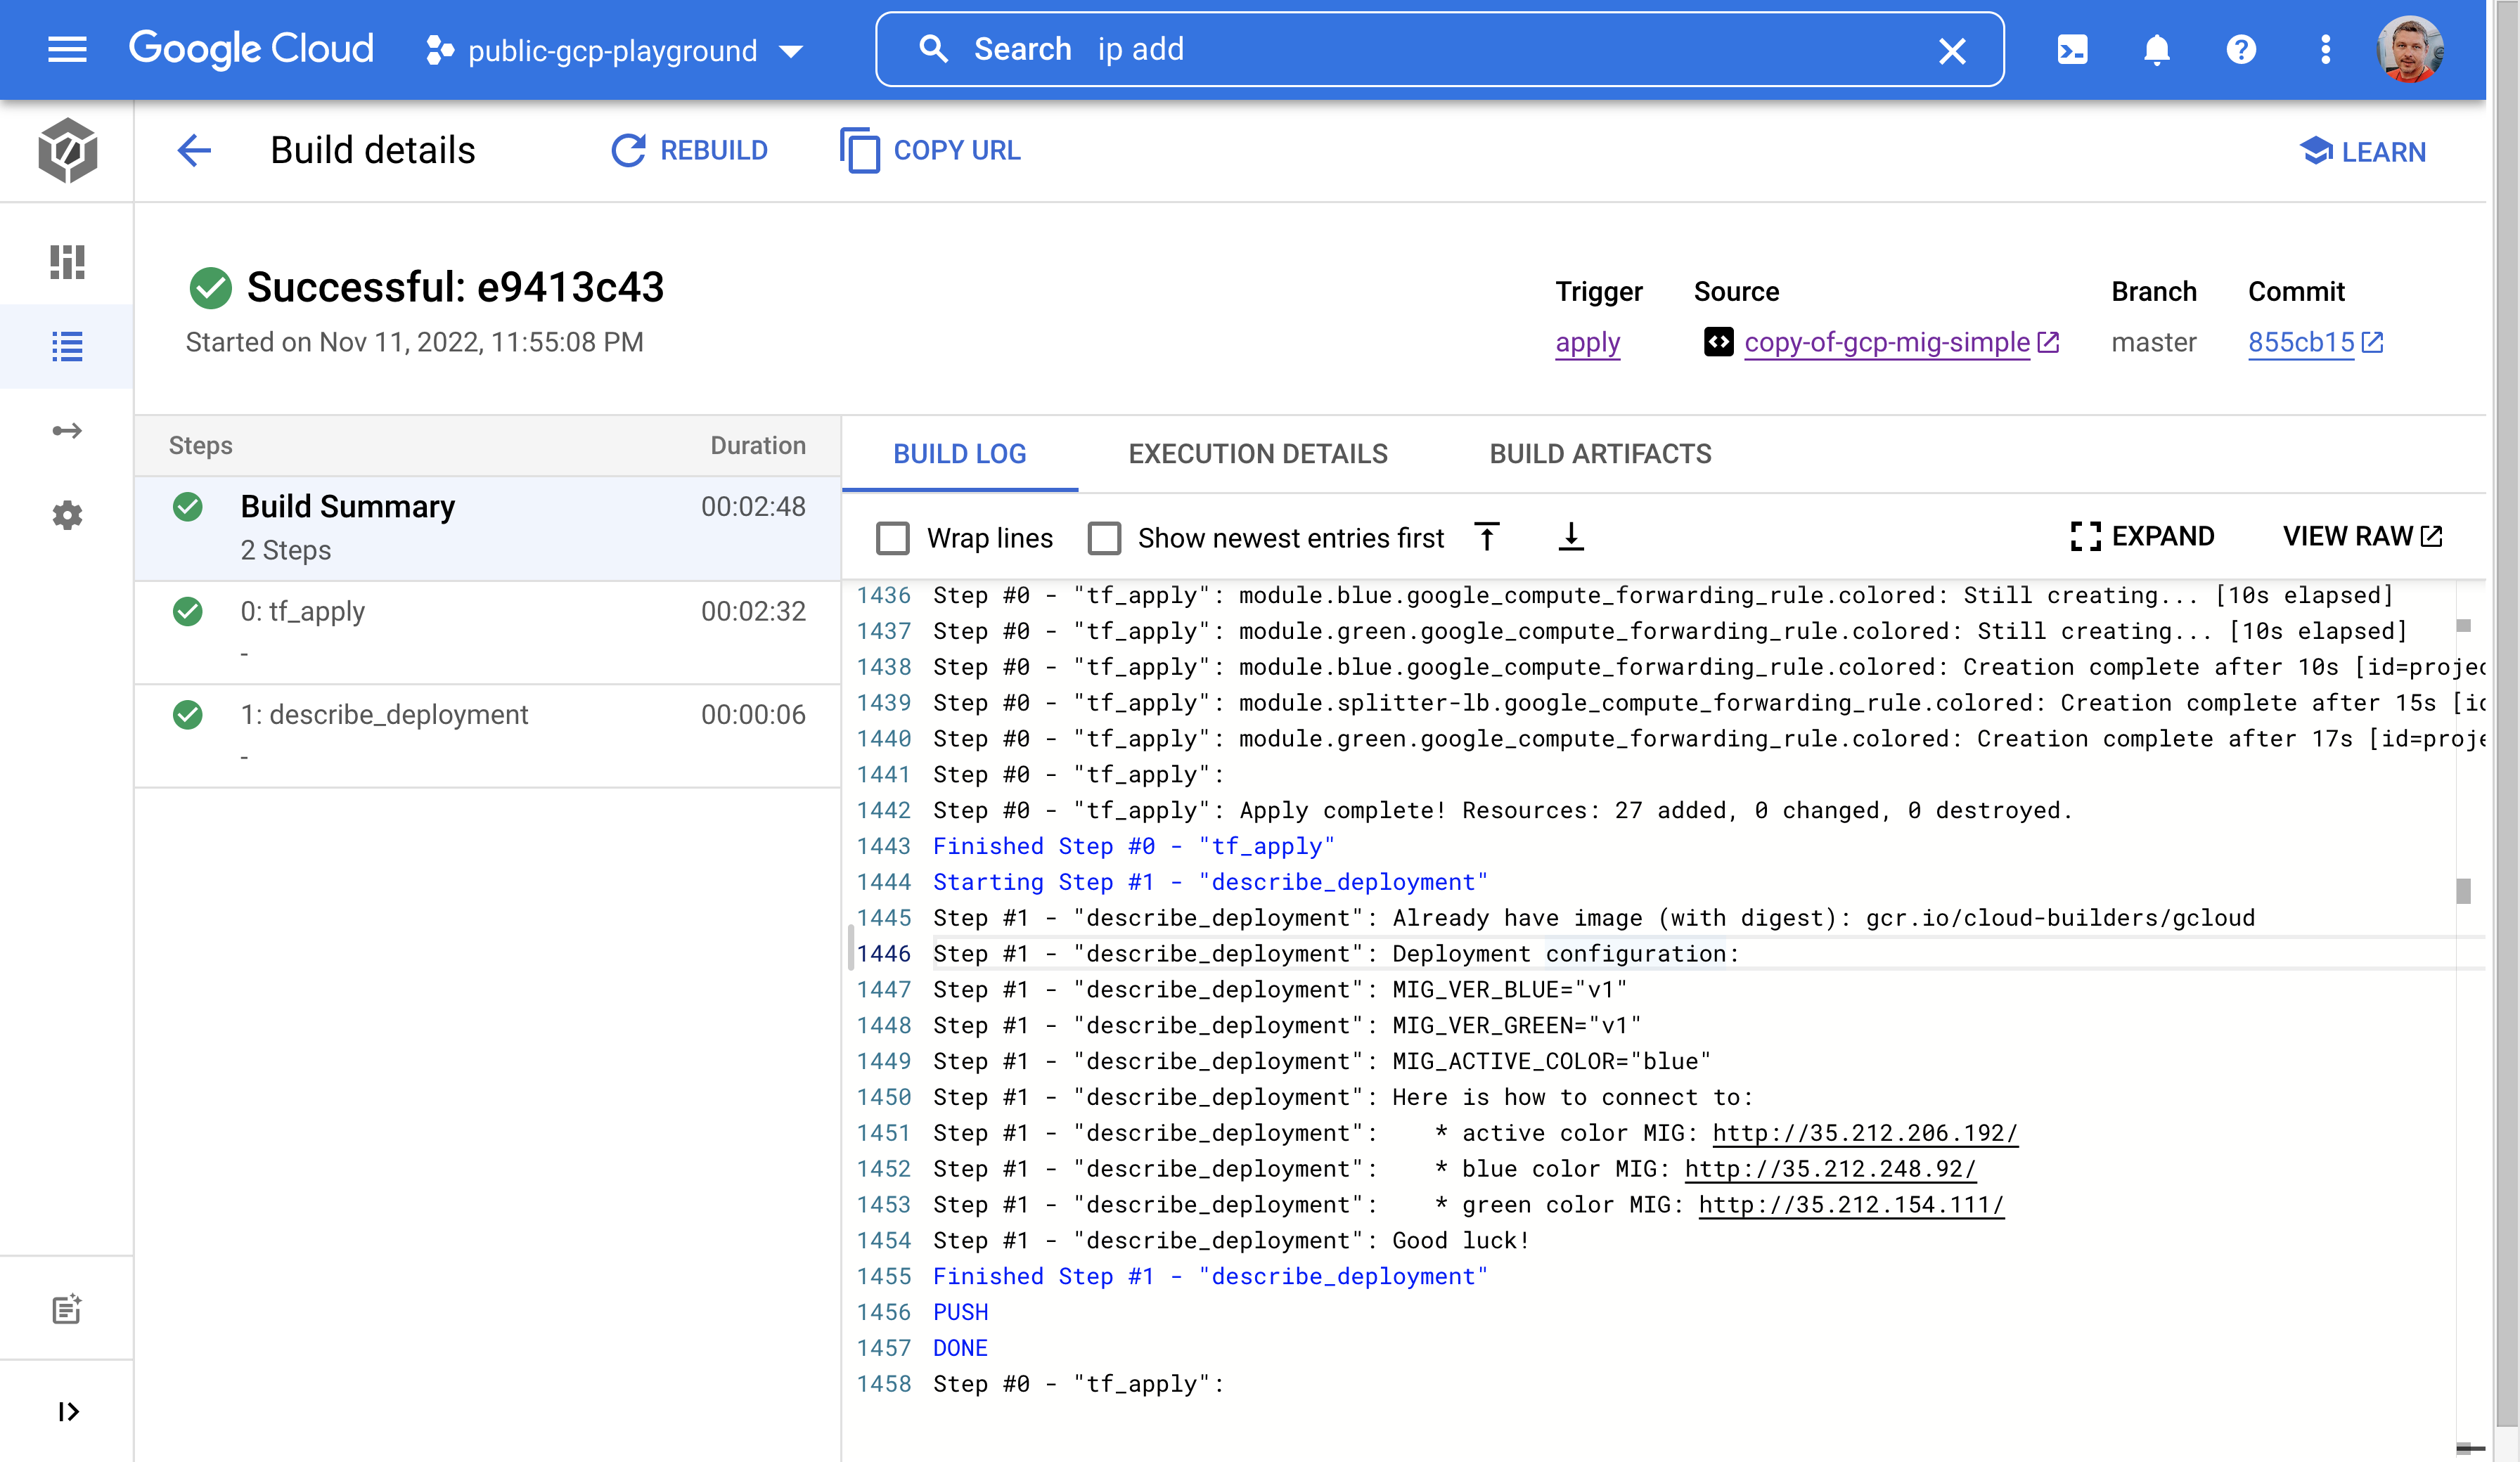 Google Cloud public-gcp-playground Search ip add
Build details REBUILD COPY URL LEARN
Successful: e9413c43
Started on Nov 11, 2022, 11:55:08 PM
Trigger Source Branch Commit
apply copy-of-gcp-mig-simple master 855cb15
Steps Duration
Build Summary 00:02:48
2 Steps
0: tf_apply 00:02:32
-
1: describe_deployment 00:00:06
-
BUILD LOG EXECUTION DETAILS BUILD ARTIFACTS
Wrap lines Show newest entries first EXPAND VIEW RAW
1436 Step #0 - "tf_apply": module.blue.google_compute_forwarding_rule.colored: Still creating... [10s elapsed]
1437 Step #0 - "tf_apply": module.green.google_compute_forwarding_rule.colored: Still creating... [10s elapsed]
1438 Step #0 - "tf_apply": module.blue.google_compute_forwarding_rule.colored: Creation complete after 10s [id=projec
1439 Step #0 - "tf_apply": module.splitter-lb.google_compute_forwarding_rule.colored: Creation complete after 15s [id
1440 Step #0 - "tf_apply": module.green.google_compute_forwarding_rule.colored: Creation complete after 17s [id=proje
1441 Step #0 - "tf_apply":
1442 Step #0 - "tf_apply": Apply complete! Resources: 27 added, 0 changed, 0 destroyed.
1443 Finished Step #0 - "tf_apply"
1444 Starting Step #1 - "describe_deployment"
1445 Step #1 - "describe_deployment": Already have image (with digest): gcr.io/cloud-builders/gcloud
1446 Step #1 - "describe_deployment": Deployment configuration:
1447 Step #1 - "describe_deployment": MIG_VER_BLUE="v1"
1448 Step #1 - "describe_deployment": MIG_VER_GREEN="v1"
1449 Step #1 - "describe_deployment": MIG_ACTIVE_COLOR="blue"
1450 Step #1 - "describe_deployment": Here is how to connect to:
1451 Step #1 - "describe_deployment":    * active color MIG: http://35.212.206.192/
1452 Step #1 - "describe_deployment":    * blue color MIG: http://35.212.248.92/
1453 Step #1 - "describe_deployment":    * green color MIG: http://35.212.154.111/
1454 Step #1 - "describe_deployment": Good luck!
1455 Finished Step #1 - "describe_deployment"
1456 PUSH
1457 DONE
1458 Step #0 - "tf_apply":